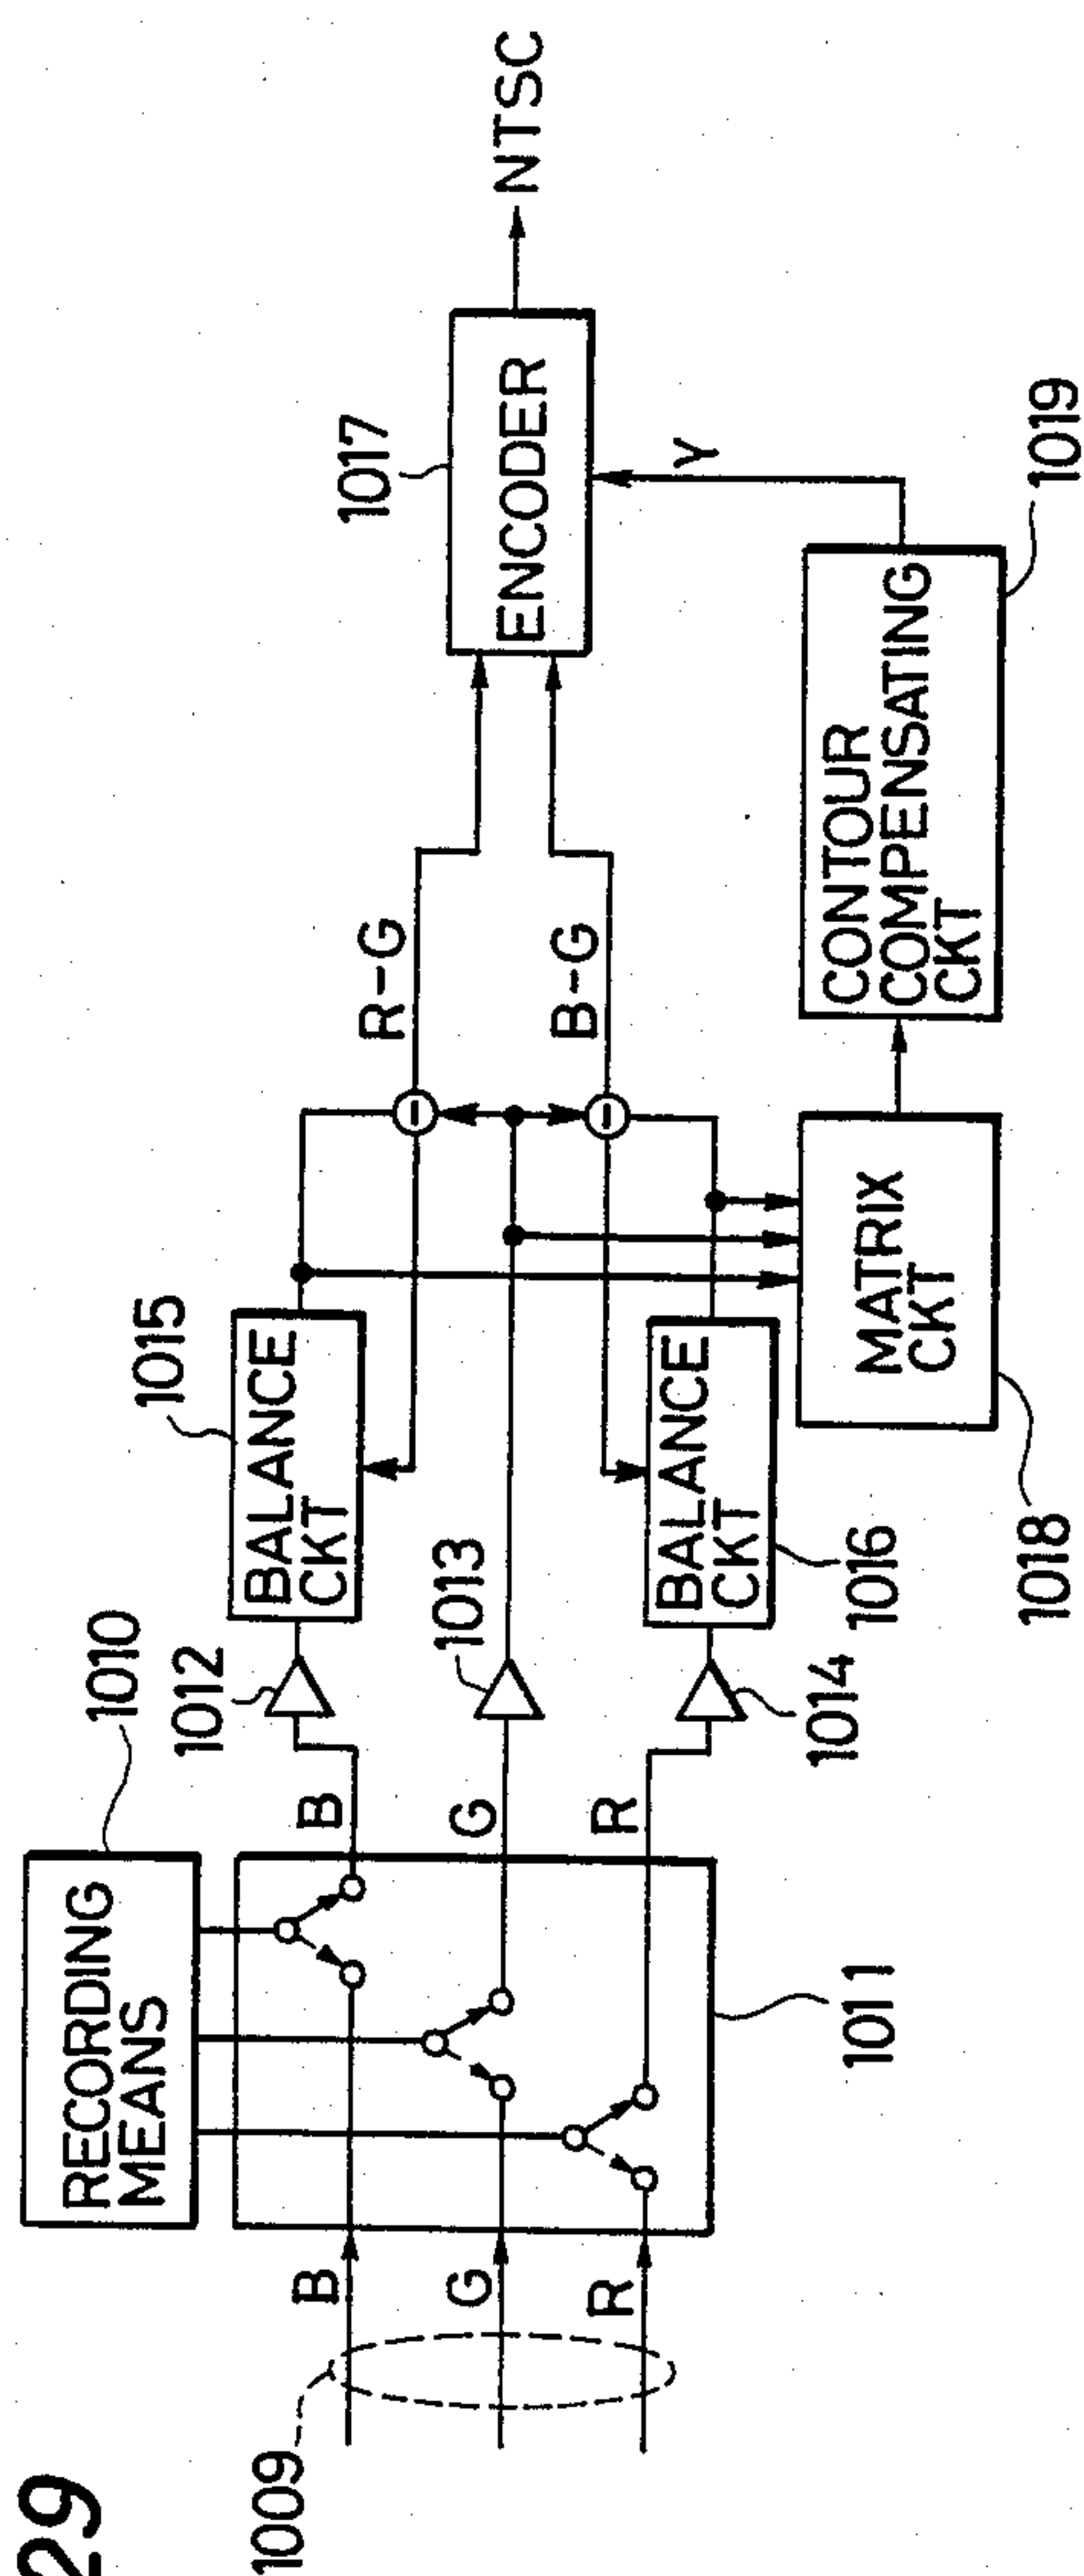 29
1009
B
G
R
RECORDING
MEANS
1010
1011
B
G
R
1012
1013
1014
1015
BALANCE
CKT
BALANCE
CKT
1016
R-G
B-G
MATRIX
CKT
1018
CONTOUR
COMPENSATING
CKT
1019
Y
1017
ENCODER
NTSC